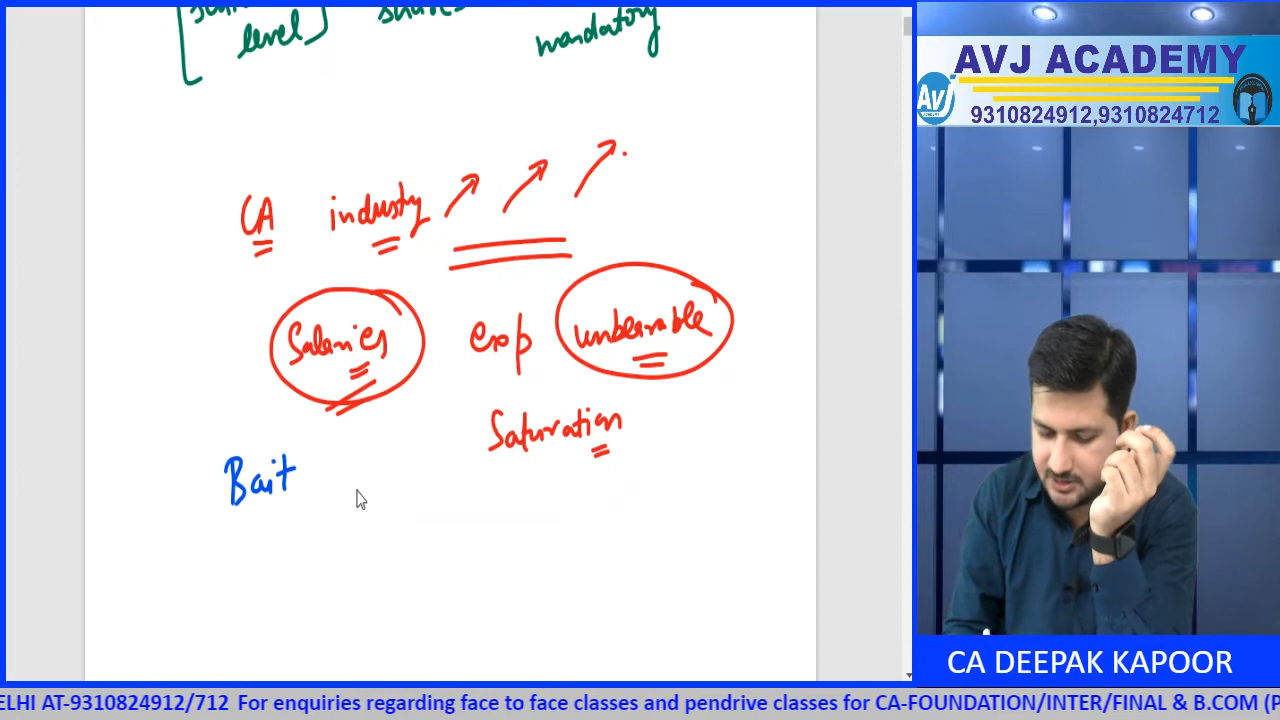 level
mandatory
CA industry
Salaries exp unbearable
Saturation
Bait
AVJ ACADEMY
9310824912,9310824712
AVJ
CA DEEPAK KAPOOR
ELHI AT-9310824912/712 For enquiries regarding face to face classes and pendrive classes for CA-FOUNDATION/INTER/FINAL & B.COM (P